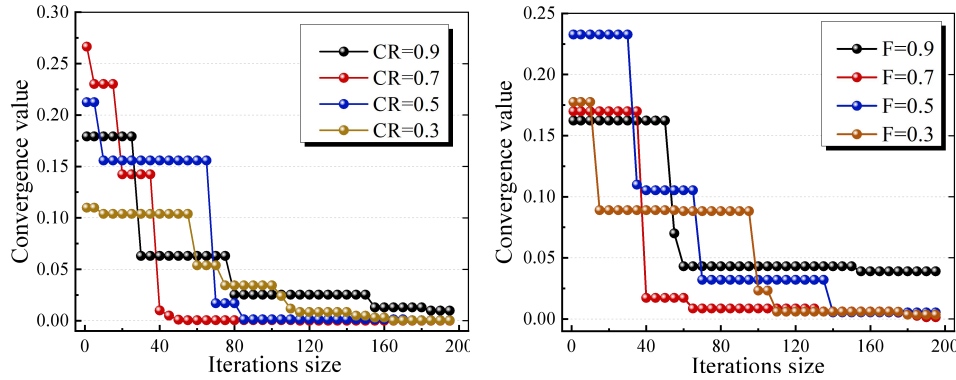 Convergence value
0.30
0.25
0.20
0.15
0.10
0.05
0.00
CR=0.9
CR=0.7
CR=0.5
CR=0.3
0 40 80 120 160 200
Iterations size
Convergence value
0.25
0.20
0.15
0.10
0.05
0.00
F=0.9
F=0.7
F=0.5
F=0.3
0 40 80 120 160 200
Iterations size